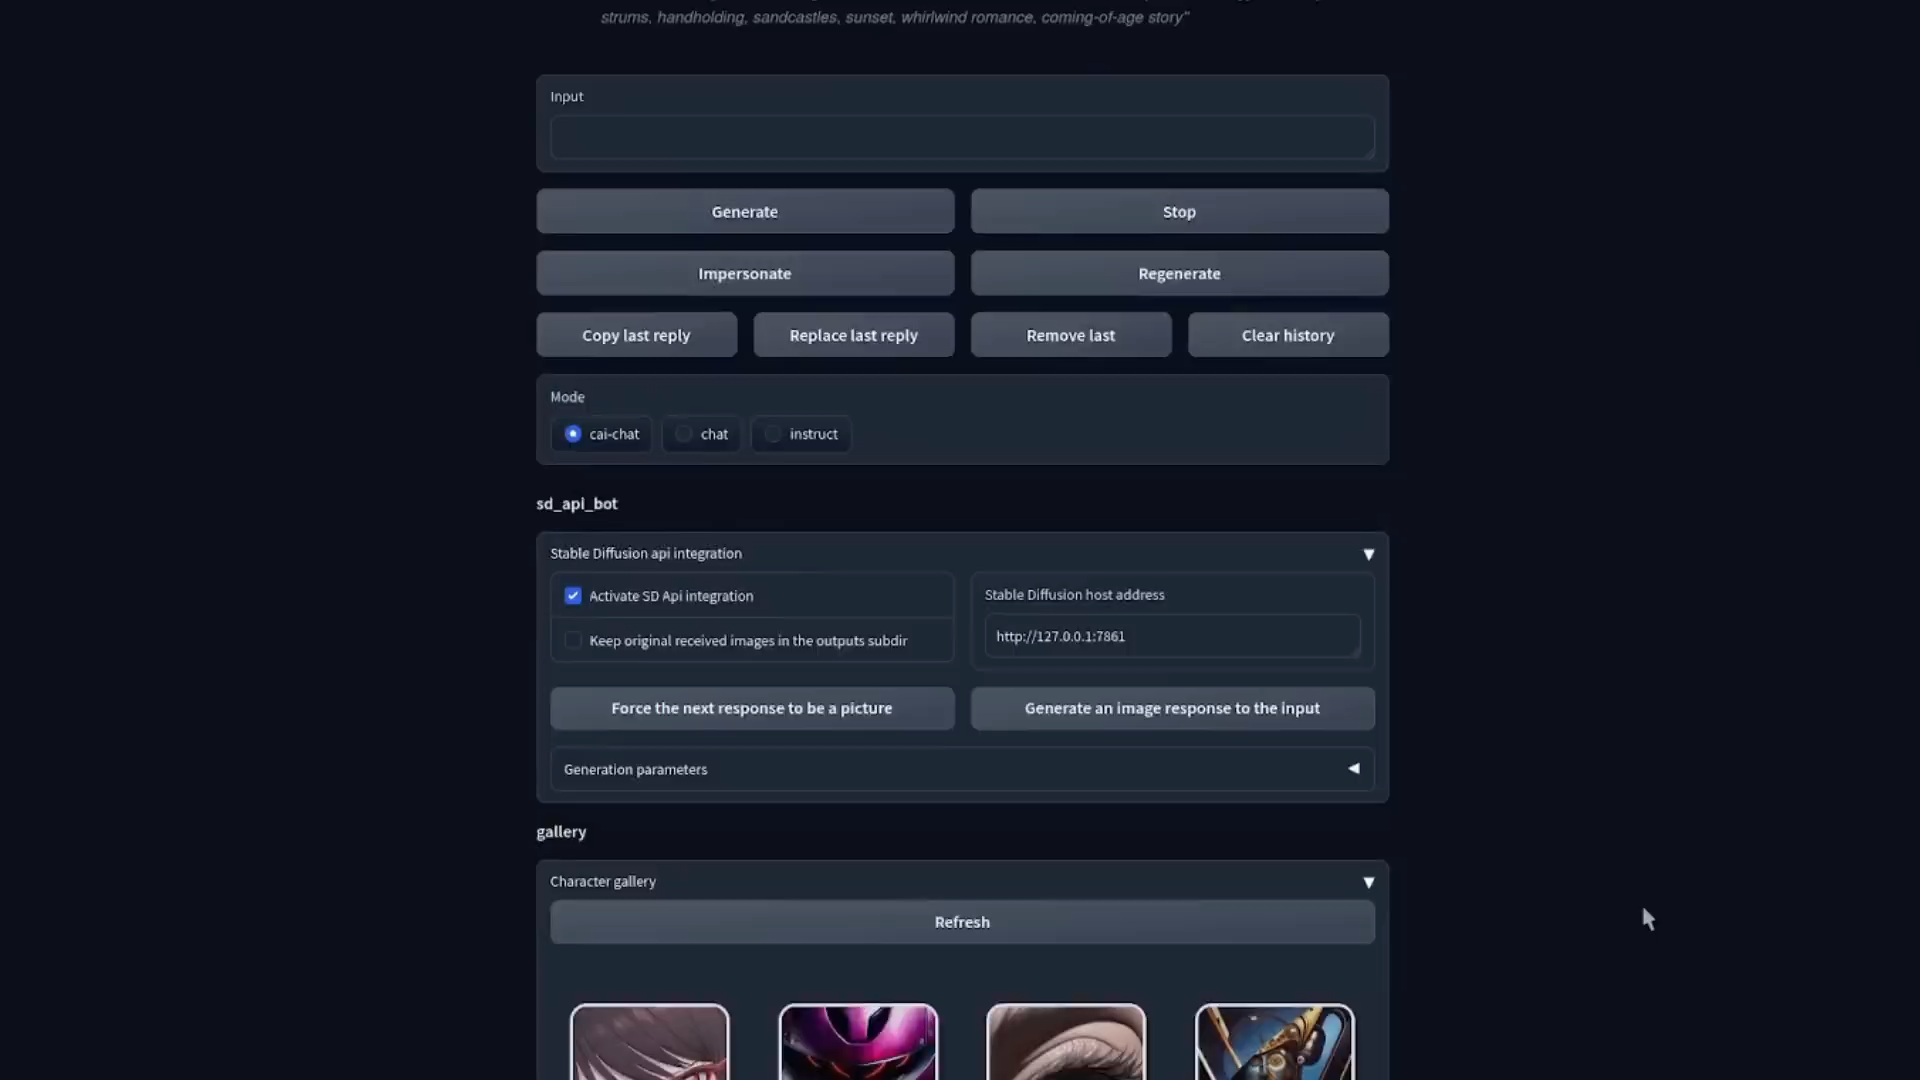 strums, handholding, sandcastles, sunset, whirlwind romance, coming-of-age story"
Input
Generate
Stop
Impersonate
Regenerate
Copy last reply
Replace last reply
Remove last
Clear history
Mode
cai-chat
chat
instruct
sd_api_bot
Stable Diffusion api integration
Activate SD Api integration
Stable Diffusion host address
http://127.0.0.1:7861
Keep original received images in the outputs subdir
Force the next response to be a picture
Generate an image response to the input
Generation parameters
gallery
Character gallery
Refresh